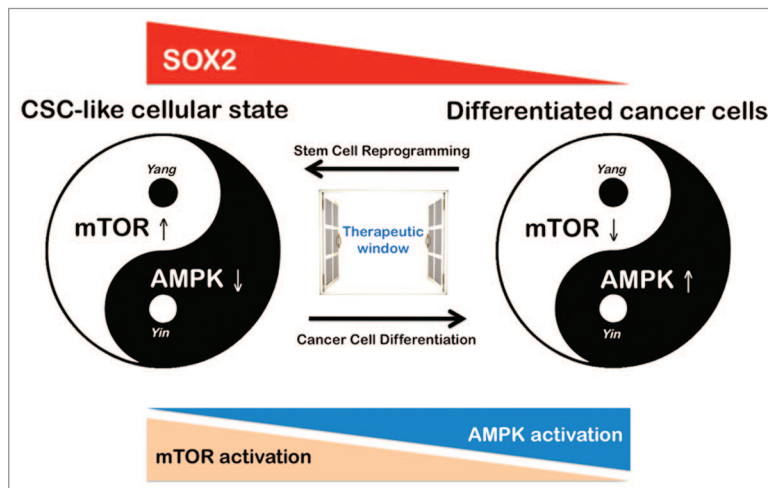 SOX2
CSC-like cellular state
Differentiated cancer cells
Stem Cell Reprogramming
Yang
mTOR ↑
AMPK ↓
Yin
Therapeutic
window
Yang
mTOR ↓
AMPK ↑
Yin
Cancer Cell Differentiation
AMPK activation
mTOR activation